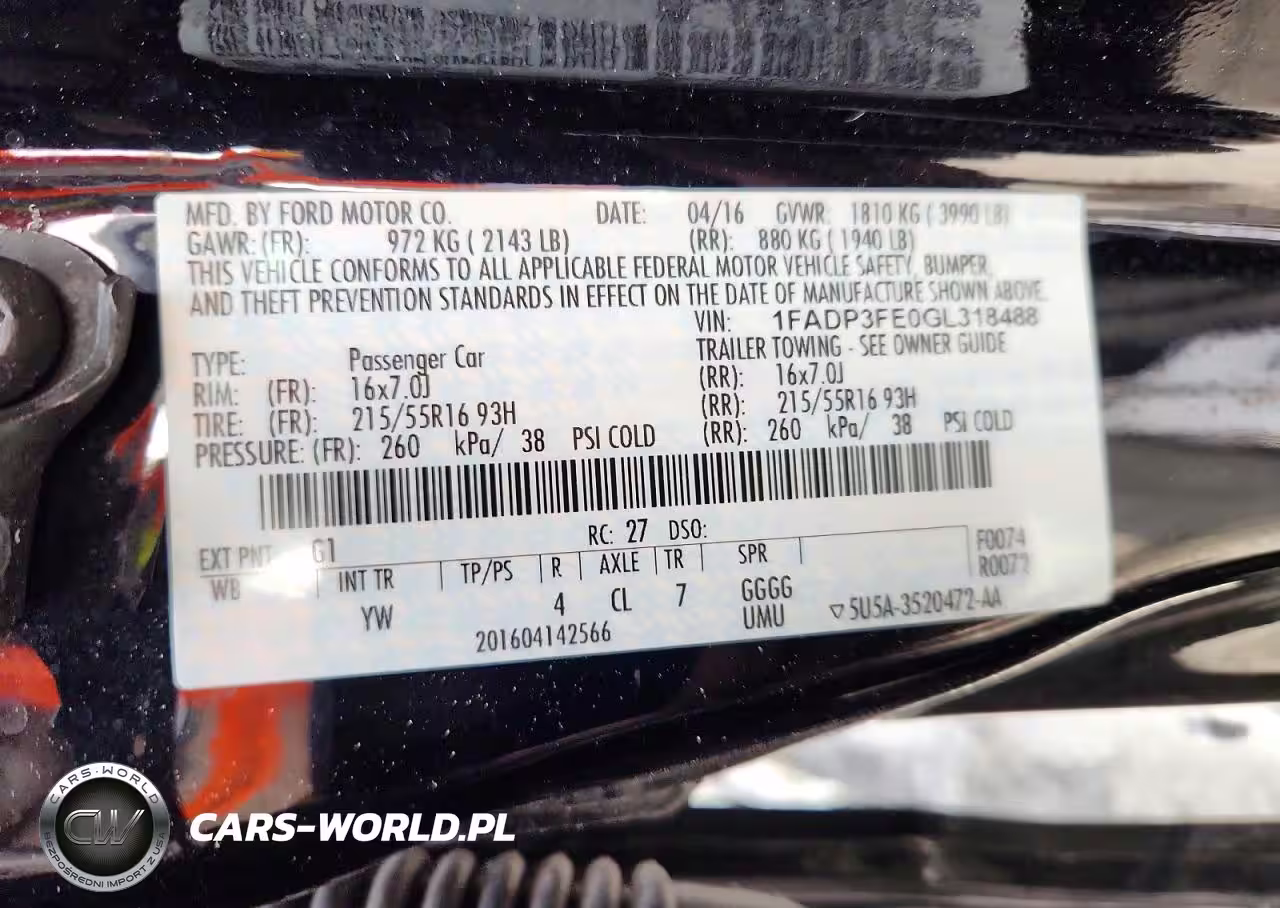 MFD. BY FORD MOTOR CO. DATE: 04/16 GVWR: 1810 KG ( 3990 LB)
GAWR: (FR): 972 KG ( 2143 LB) (RR): 880 KG ( 1940 LB)
THIS VEHICLE CONFORMS TO ALL APPLICABLE FEDERAL MOTOR VEHICLE SAFETY, BUMPER,
AND THEFT PREVENTION STANDARDS IN EFFECT ON THE DATE OF MANUFACTURE SHOWN ABOVE.
VIN: 1FADP3FE0GL318488
TYPE: Passenger Car TRAILER TOWING - SEE OWNER GUIDE
RIM: (FR): 16x7.0J (RR): 16x7.0J
TIRE: (FR): 215/55R16 93H (RR): 215/55R16 93H
PRESSURE: (FR): 260 kPa/ 38 PSI COLD (RR): 260 kPa/ 38 PSI COLD
RC: 27 DSO:
EXT PNT G1 F0074
WB INT TR TP/PS R AXLE TR SPR R0072
YW 4 CL 7 GGGG
201604142566 UMU ▽5U5A-3520472-AA
CARS-WORLD
CW
BEZPOŚREDNI IMPORT Z USA
CARS-WORLD.PL